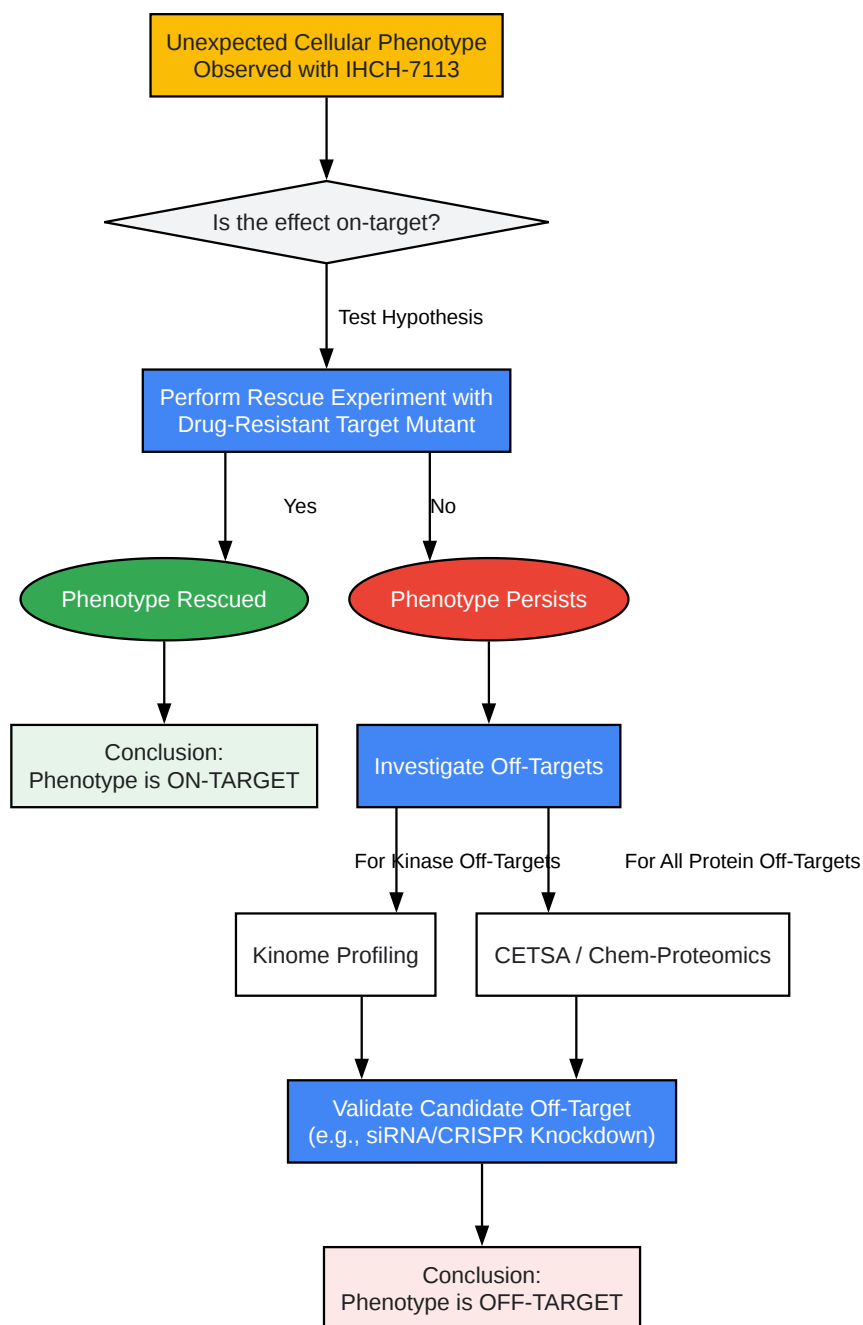 Unexpected Cellular Phenotype
Observed with IHCH-7113
Is the effect on-target?
Test Hypothesis
Perform Rescue Experiment with
Drug-Resistant Target Mutant
Yes
No
Phenotype Rescued
Phenotype Persists
Conclusion:
Phenotype is ON-TARGET
Investigate Off-Targets
For Kinase Off-Targets
For All Protein Off-Targets
Kinome Profiling
CETSA / Chem-Proteomics
Validate Candidate Off-Target
(e.g., siRNA/CRISPR Knockdown)
Conclusion:
Phenotype is OFF-TARGET